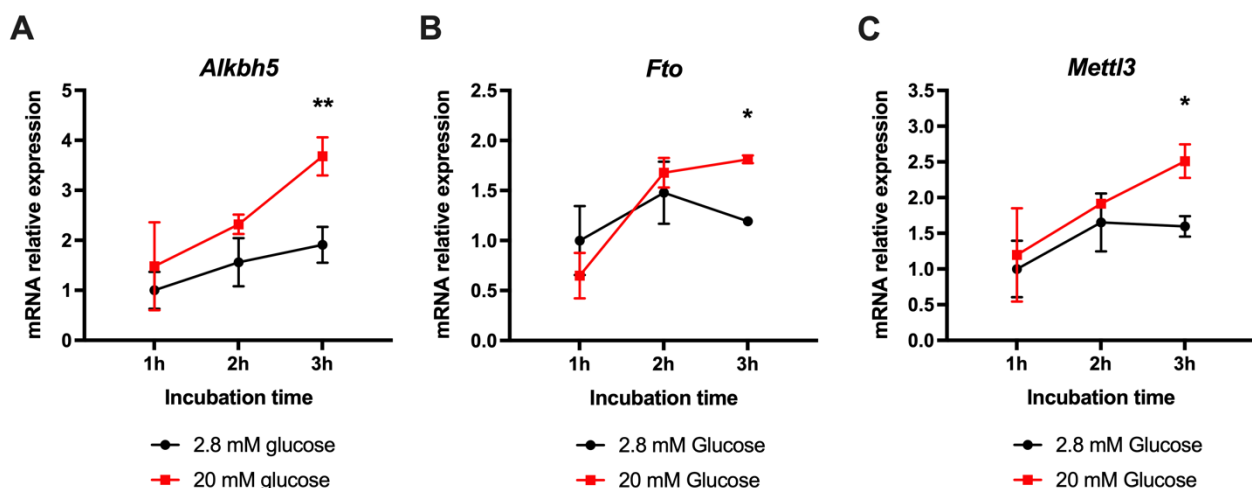 A
Alkbh5
mRNA relative expression
5
4
3
2
1
0
**
1h 2h 3h
Incubation time
2.8 mM glucose
20 mM glucose
B
Fto
mRNA relative expression
2.5
2.0
1.5
1.0
0.5
0.0
*
1h 2h 3h
Incubation time
2.8 mM Glucose
20 mM Glucose
C
Mettl3
mRNA relative expression
3.5
3.0
2.5
2.0
1.5
1.0
0.5
0.0
*
1h 2h 3h
Incubation time
2.8 mM Glucose
20 mM Glucose